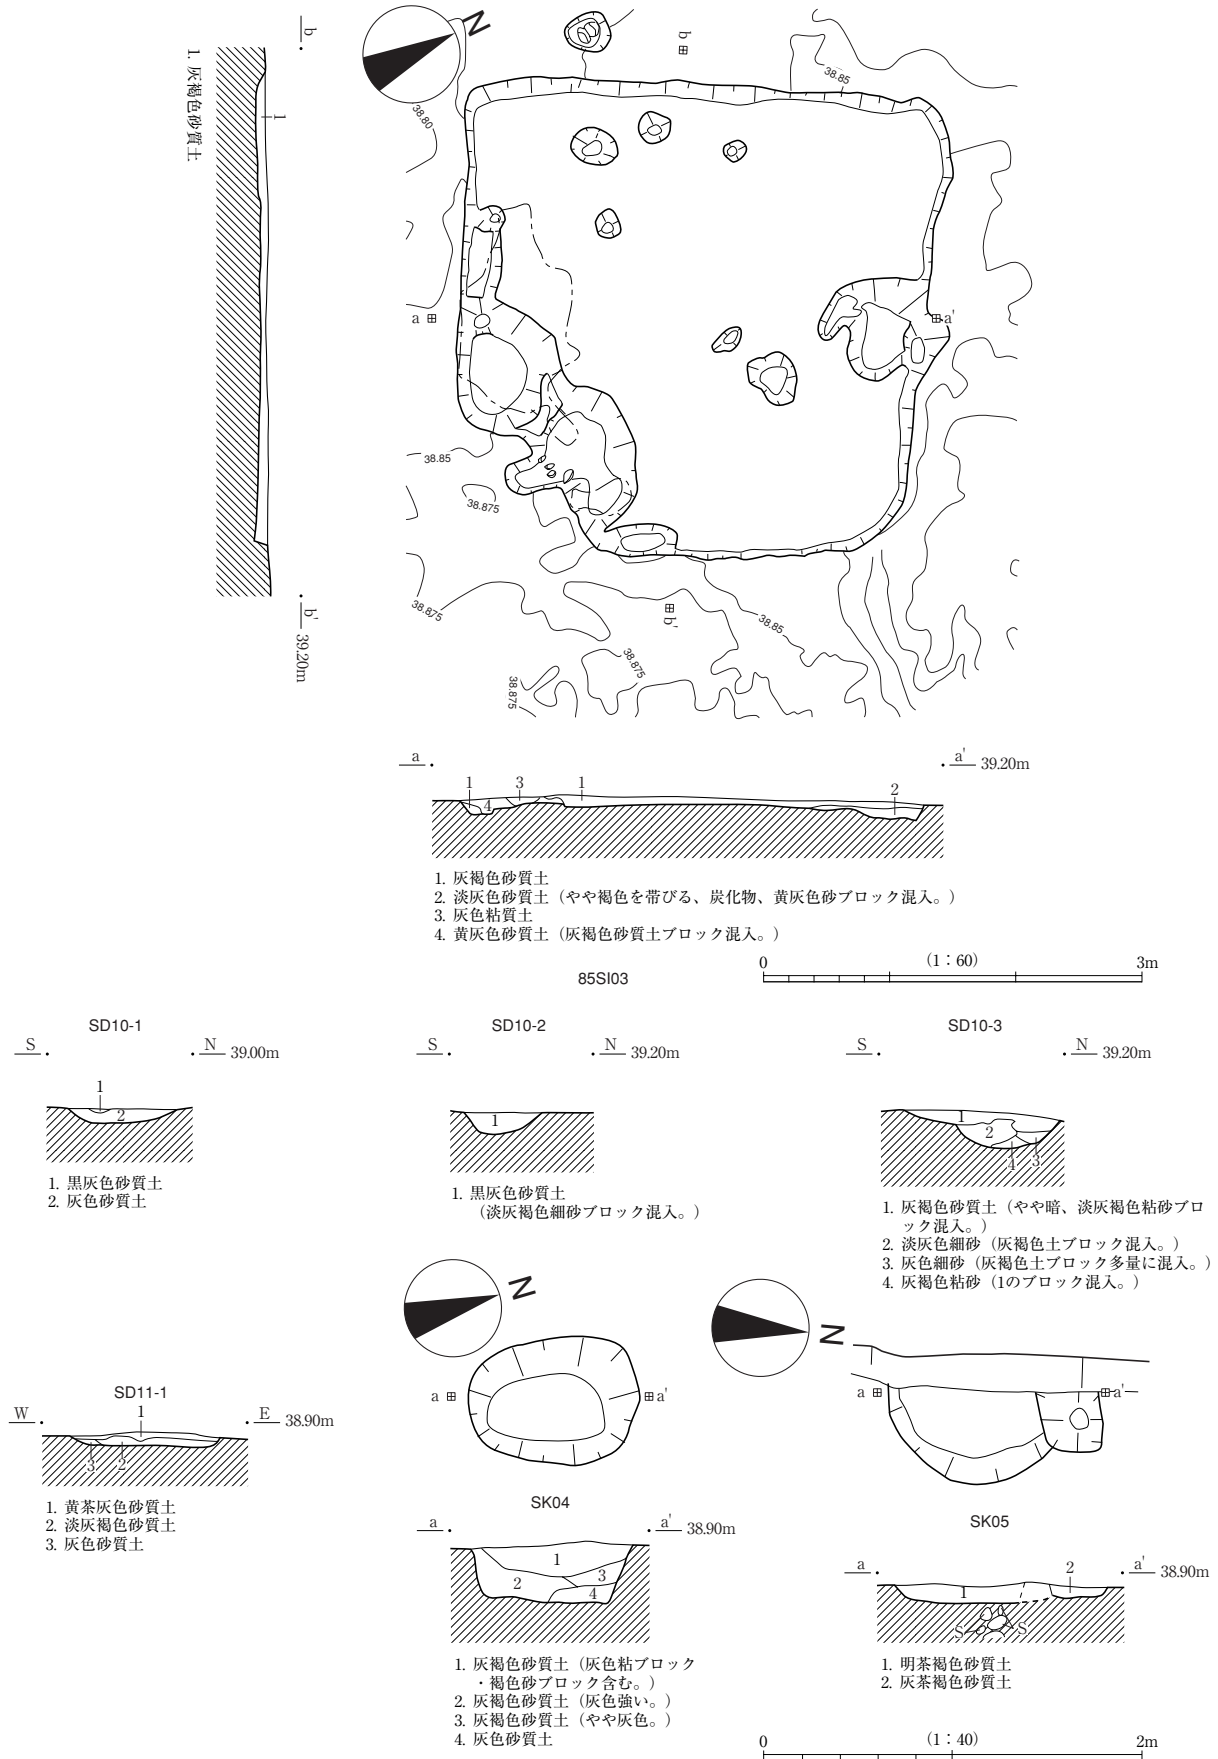 b
1. 灰褐色砂質土
1
b'
39.20m
N
b
38.85
38.80
a
a'
38.85
38.875
38.875
b'
38.85
38.875
38.875
a
a' 39.20m
1
3
1
2
4
1. 灰褐色砂質土
2. 淡灰色砂質土（やや褐色を帯びる、炭化物、黄灰色砂ブロック混入。）
3. 灰色粘質土
4. 黄灰色砂質土（灰褐色砂質土ブロック混入。）
85SI03
0
（1：60）
3m
SD10-1
S
N 39.00m
1
2
1. 黒灰色砂質土
2. 灰色砂質土
SD10-2
S
N 39.20m
1
1. 黒灰色砂質土
（淡灰褐色細砂ブロック混入。）
SD10-3
S
N 39.20m
1
2
4
3
1. 灰褐色砂質土（やや暗、淡灰褐色粘砂ブロ
ック混入。）
2. 淡灰色細砂（灰褐色土ブロック混入。）
3. 灰色細砂（灰褐色土ブロック多量に混入。）
4. 灰褐色粘砂（1のブロック混入。）
SD11-1
W
E 38.90m
1
3
2
1. 黄茶灰色砂質土
2. 淡灰褐色砂質土
3. 灰色砂質土
N
a
a'
SK04
a
a' 38.90m
1
2
3
4
1. 灰褐色砂質土（灰色粘ブロック
・褐色砂ブロック含む。）
2. 灰褐色砂質土（灰色強い。）
3. 灰褐色砂質土（やや灰色。）
4. 灰色砂質土
N
a
a'
SK05
a
a' 38.90m
1
2
S
S
1. 明茶褐色砂質土
2. 灰茶褐色砂質土
0
（1：40）
2m